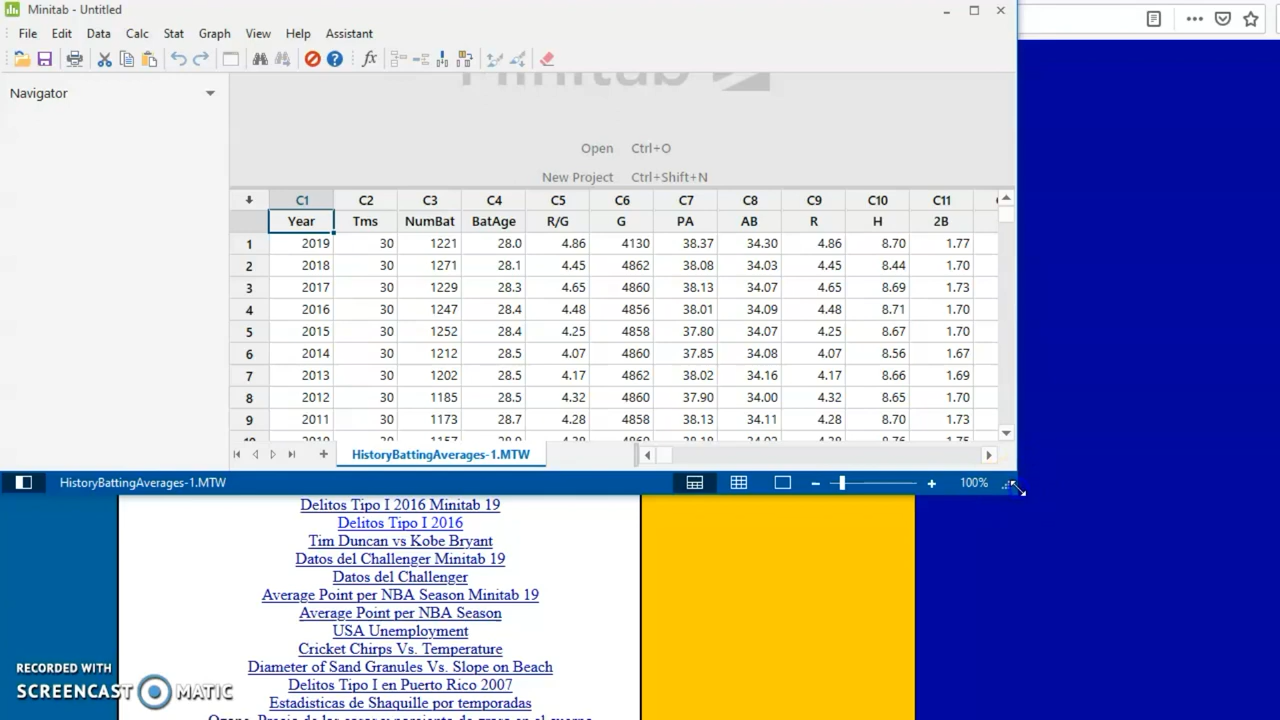 Minitab - Untitled
File Edit Data Calc Stat Graph View Help Assistant
Navigator
Minitab
Open Ctrl+O
New Project Ctrl+Shift+N
C1 C2 C3 C4 C5 C6 C7 C8 C9 C10 C11
Year Tms NumBat BatAge R/G G PA AB R H 2B
1 2019 30 1221 28.0 4.86 4130 38.37 34.30 4.86 8.70 1.77
2 2018 30 1271 28.1 4.45 4862 38.08 34.03 4.45 8.44 1.70
3 2017 30 1229 28.3 4.65 4860 38.13 34.07 4.65 8.69 1.73
4 2016 30 1247 28.4 4.48 4856 38.01 34.09 4.48 8.71 1.70
5 2015 30 1252 28.4 4.25 4858 37.80 34.07 4.25 8.67 1.70
6 2014 30 1212 28.5 4.07 4860 37.85 34.08 4.07 8.56 1.67
7 2013 30 1202 28.5 4.17 4862 38.02 34.16 4.17 8.66 1.69
8 2012 30 1185 28.5 4.32 4860 37.90 34.00 4.32 8.65 1.70
9 2011 30 1173 28.7 4.28 4858 38.13 34.11 4.28 8.70 1.73
HistoryBattingAverages-1.MTW
HistoryBattingAverages-1.MTW 100%
Delitos Tipo I 2016 Minitab 19
Delitos Tipo I 2016
Tim Duncan vs Kobe Bryant
Datos del Challenger Minitab 19
Datos del Challenger
Average Point per NBA Season Minitab 19
Average Point per NBA Season
USA Unemployment
Cricket Chirps Vs. Temperature
Diameter of Sand Granules Vs. Slope on Beach
Delitos Tipo I en Puerto Rico 2007
Estadisticas de Shaquille por temporadas
RECORDED WITH
SCREENCAST MATIC